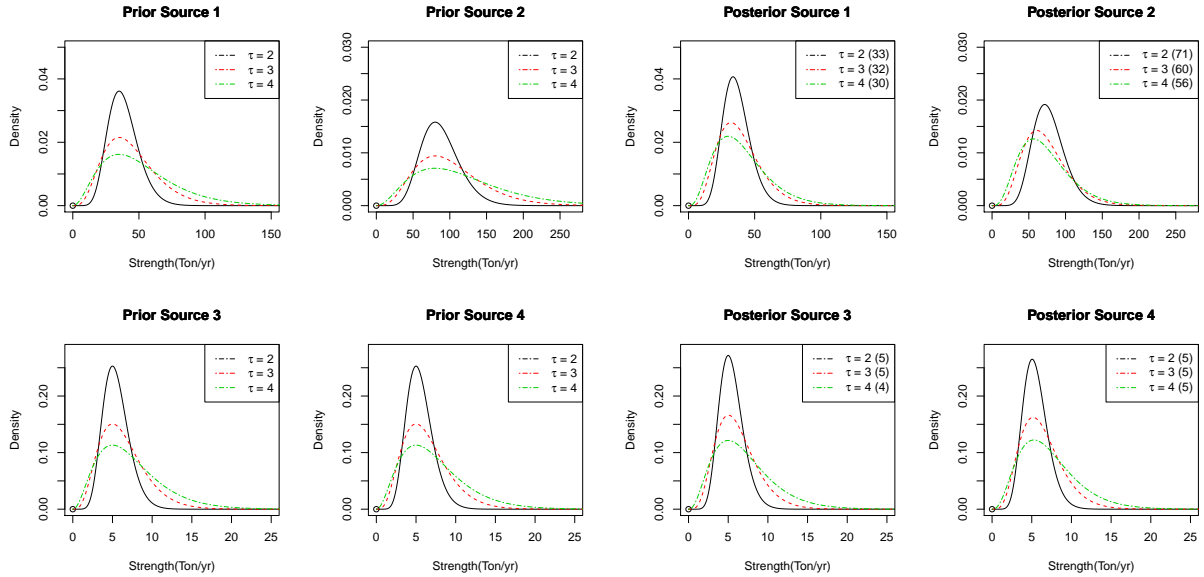 Prior Source 1
Density
0.00 0.02 0.04
τ = 2
τ = 3
τ = 4
0 50 100 150
Strength(Ton/yr)
Prior Source 2
Density
0.000 0.010 0.020 0.030
τ = 2
τ = 3
τ = 4
0 50 100 150 200 250
Strength(Ton/yr)
Posterior Source 1
Density
0.00 0.02 0.04
τ = 2 (33)
τ = 3 (32)
τ = 4 (30)
0 50 100 150
Strength(Ton/yr)
Posterior Source 2
Density
0.000 0.010 0.020 0.030
τ = 2 (71)
τ = 3 (60)
τ = 4 (56)
0 50 100 150 200 250
Strength(Ton/yr)
Prior Source 3
Density
0.00 0.10 0.20
τ = 2
τ = 3
τ = 4
0 5 10 15 20 25
Strength(Ton/yr)
Prior Source 4
Density
0.00 0.10 0.20
τ = 2
τ = 3
τ = 4
0 5 10 15 20 25
Strength(Ton/yr)
Posterior Source 3
Density
0.00 0.10 0.20
τ = 2 (5)
τ = 3 (5)
τ = 4 (4)
0 5 10 15 20 25
Strength(Ton/yr)
Posterior Source 4
Density
0.00 0.10 0.20
τ = 2 (5)
τ = 3 (5)
τ = 4 (5)
0 5 10 15 20 25
Strength(Ton/yr)